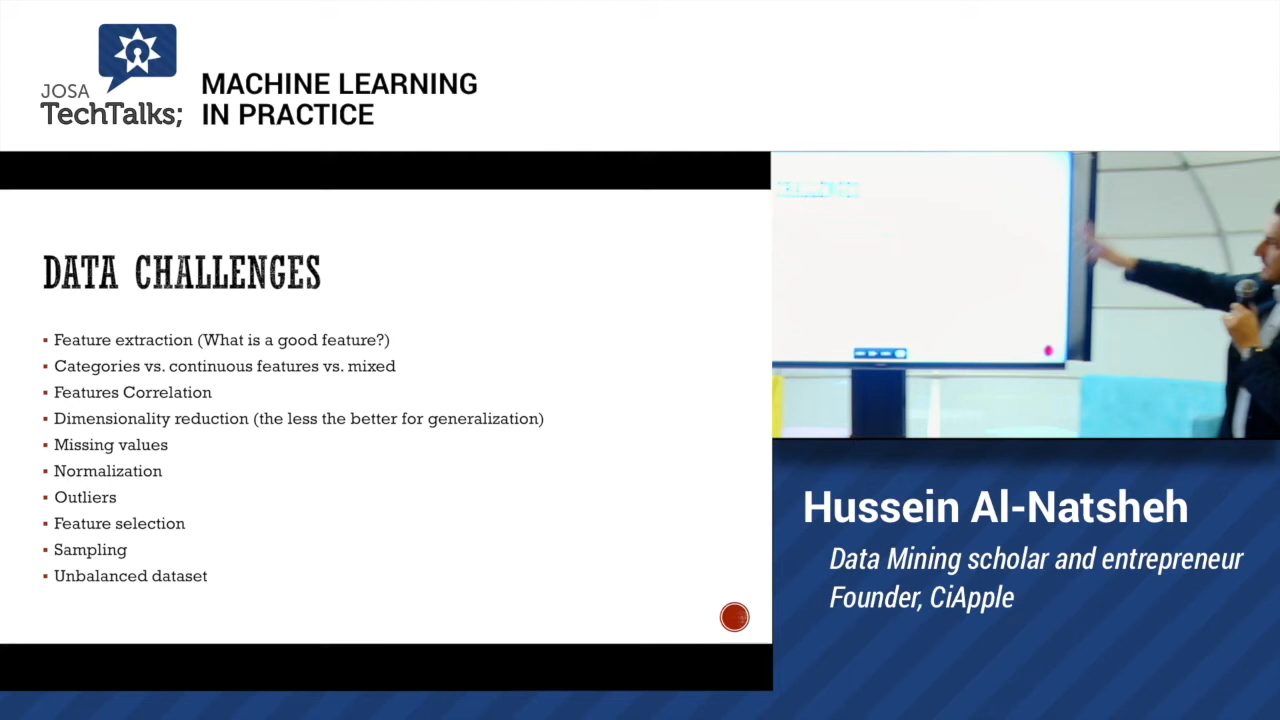 JOSA
TechTalks;
MACHINE LEARNING
IN PRACTICE
DATA CHALLENGES
▪ Feature extraction (What is a good feature?)
▪ Categories vs. continuous features vs. mixed
▪ Features Correlation
▪ Dimensionality reduction (the less the better for generalization)
▪ Missing values
▪ Normalization
▪ Outliers
▪ Feature selection
▪ Sampling
▪ Unbalanced dataset
Hussein Al-Natsheh
Data Mining scholar and entrepreneur
Founder, CiApple